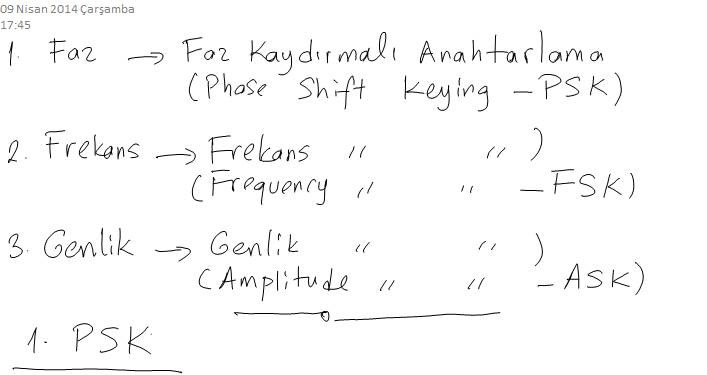 09 Nisan 2014 Çarşamba
17:45
1. Faz → Faz Kaydırmalı Anahtarlama
(Phase Shift Keying - PSK)
2. Frekans → Frekans " " )
(Frequency " " - FSK)
3. Genlik → Genlik " " )
(Amplitude " " - ASK)
1. PSK